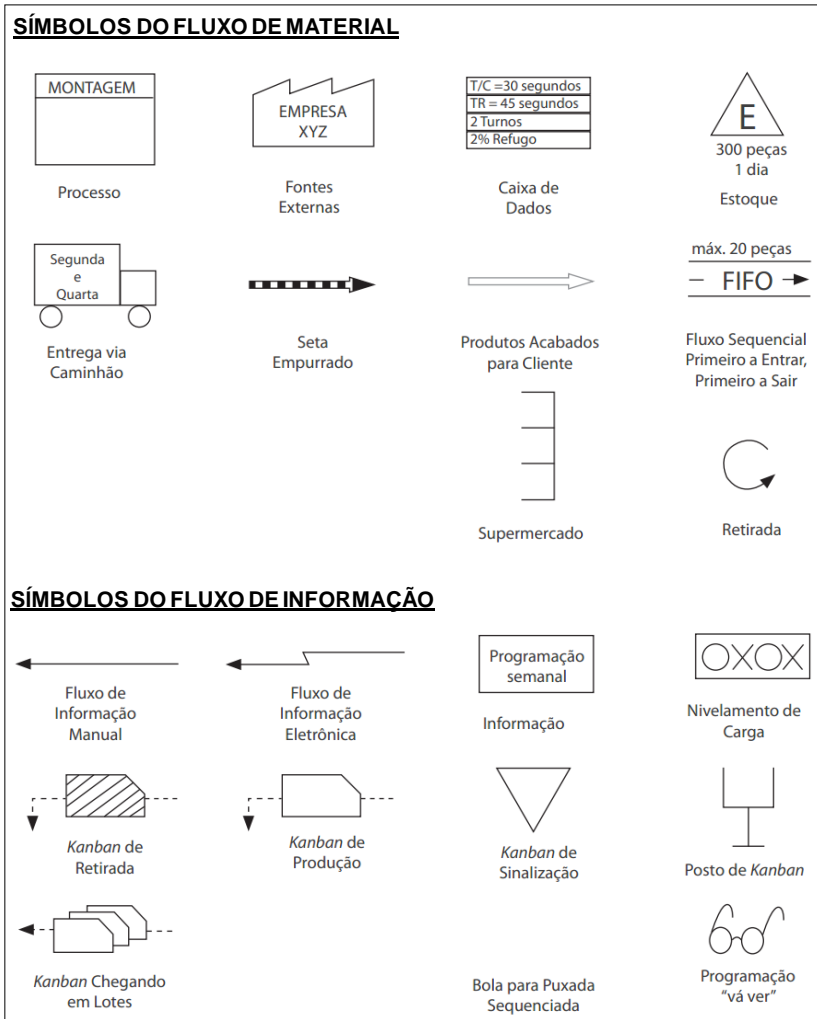 SÍMBOLOS DO FLUXO DE MATERIAL
MONTAGEM
Processo
EMPRESA
XYZ
Fontes
Externas
T/C =30 segundos
TR = 45 segundos
2 Turnos
2% Refugo
Caixa de
Dados
E
300 peças
1 dia
Estoque
Segunda
e
Quarta
Entrega via
Caminhão
Seta
Empurrado
Produtos Acabados
para Cliente
máx. 20 peças
FIFO
Fluxo Sequencial
Primeiro a Entrar,
Primeiro a Sair
Supermercado
Retirada
SÍMBOLOS DO FLUXO DE INFORMAÇÃO
Fluxo de
Informação
Manual
Fluxo de
Informação
Eletrônica
Programação
semanal
Informação
OXOX
Nivelamento de
Carga
Kanban de
Retirada
Kanban de
Produção
Kanban de
Sinalização
Posto de Kanban
Kanban Chegando
em Lotes
Bola para Puxada
Sequenciada
Programação
“vá ver”